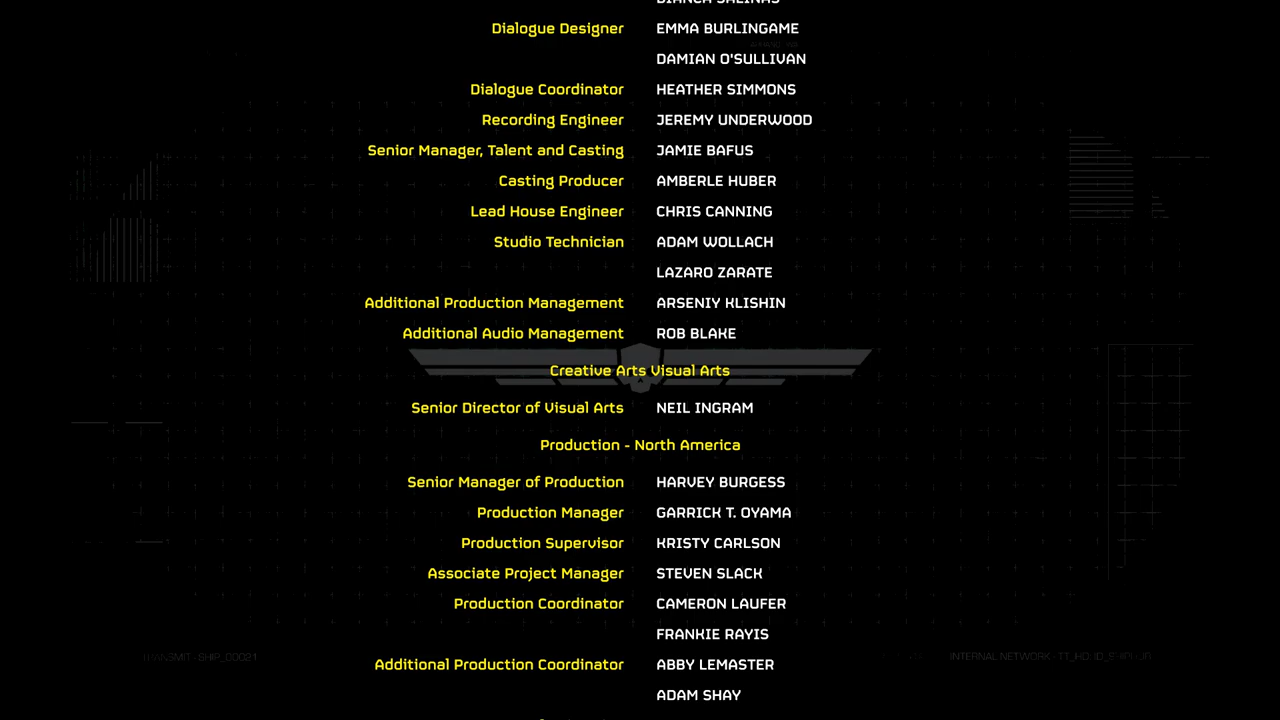 Dialogue Designer EMMA BURLINGAME
DAMIAN O'SULLIVAN
Dialogue Coordinator HEATHER SIMMONS
Recording Engineer JEREMY UNDERWOOD
Senior Manager, Talent and Casting JAMIE BAFUS
Casting Producer AMBERLE HUBER
Lead House Engineer CHRIS CANNING
Studio Technician ADAM WOLLACH
LAZARO ZARATE
Additional Production Management ARSENIY KLISHIN
Additional Audio Management ROB BLAKE
Creative Arts Visual Arts
Senior Director of Visual Arts NEIL INGRAM
Production - North America
Senior Manager of Production HARVEY BURGESS
Production Manager GARRICK T. OYAMA
Production Supervisor KRISTY CARLSON
Associate Project Manager STEVEN SLACK
Production Coordinator CAMERON LAUFER
FRANKIE RAYIS
TRANSMIT - SHIP_00031 INTERNAL NETWORK -
Additional Production Coordinator ABBY LEMASTER
ADAM SHAY